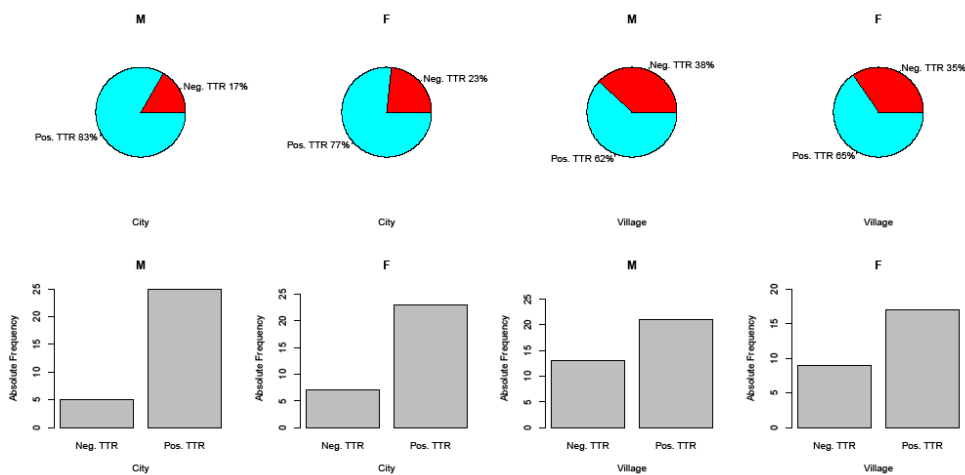 M
F
M
F
Neg. TTR 17%
Pos. TTR 83%
Neg. TTR 23%
Pos. TTR 77%
Neg. TTR 38%
Pos. TTR 62%
Neg. TTR 35%
Pos. TTR 65%
City
City
Village
Village
M
F
M
F
Absolute Frequency
0
5
10
15
20
25
Neg. TTR
Pos. TTR
City
Absolute Frequency
0
5
10
15
20
25
Neg. TTR
Pos. TTR
City
Absolute Frequency
0
5
10
15
20
25
Neg. TTR
Pos. TTR
Village
Absolute Frequency
0
5
10
15
20
Neg. TTR
Pos. TTR
Village